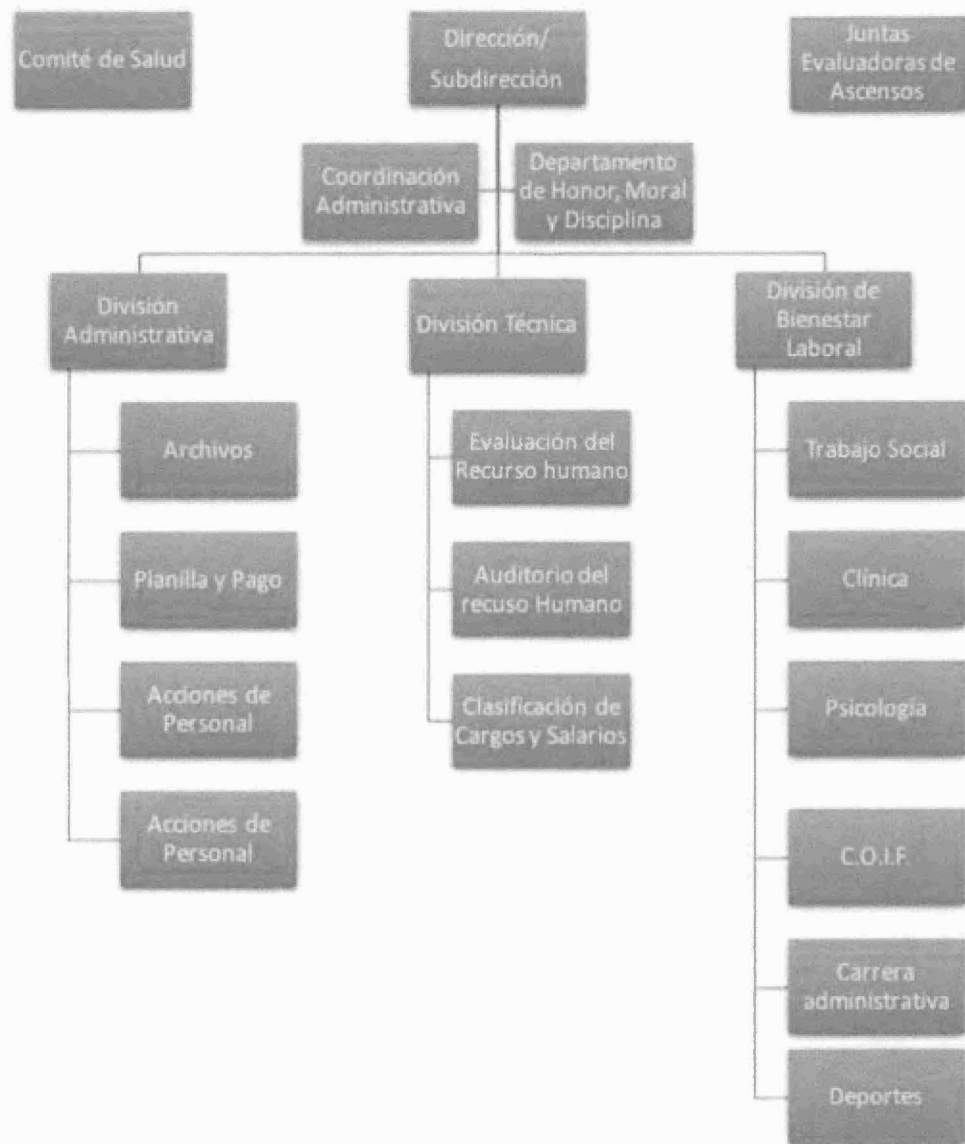 Comité de Salud
Dirección/
Subdirección
Juntas
Evaluadoras de
Ascensos
Coordinación
Administrativa
Departamento
de Honor, Moral
y Disciplina
División
Administrativa
División Técnica
División de
Bienestar
Laboral
Archivos
Planilla y Pago
Acciones de
Personal
Acciones de
Personal
Evaluación del
Recurso humano
Auditorio del
recuso Humano
Clasificación de
Cargos y Salarios
Trabajo Social
Clínica
Psicología
C.O.I.F.
Carrera
administrativa
Deportes